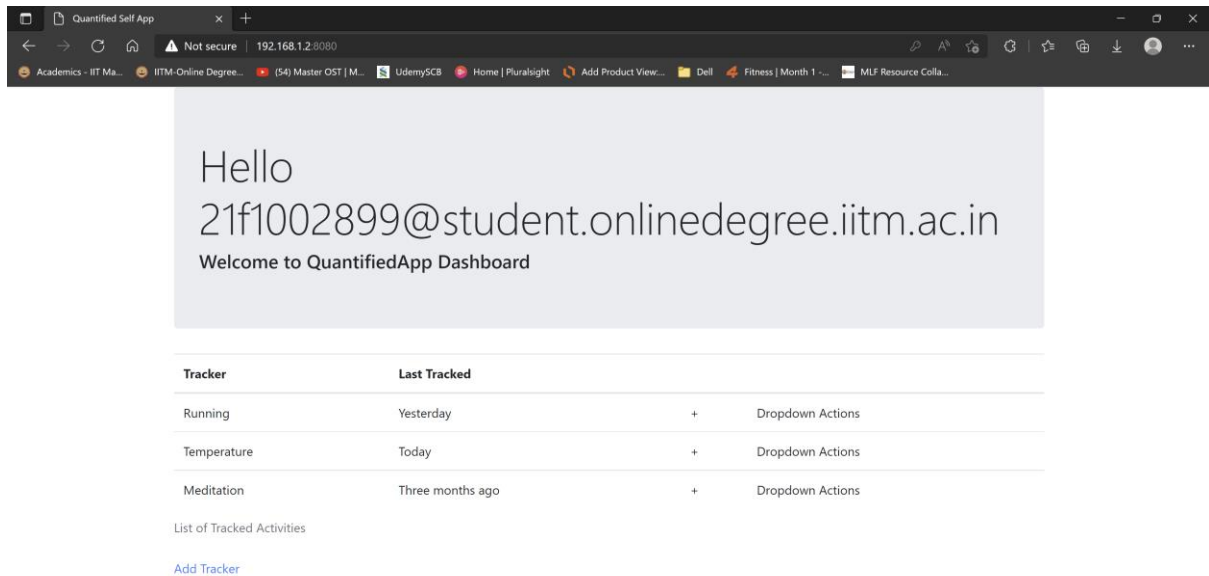 Quantified Self App
Not secure 192.168.1.2:8080
Academics - IIT Ma... IITM-Online Degree... (54) Master OST | M... UdemySCB Home | Pluralsight Add Product View:... Dell Fitness | Month 1 -... MLF Resource Colla...
Hello
21f1002899@student.onlinedegree.iitm.ac.in
Welcome to QuantifiedApp Dashboard
Tracker Last Tracked
Running Yesterday + Dropdown Actions
Temperature Today + Dropdown Actions
Meditation Three months ago + Dropdown Actions
List of Tracked Activities
Add Tracker